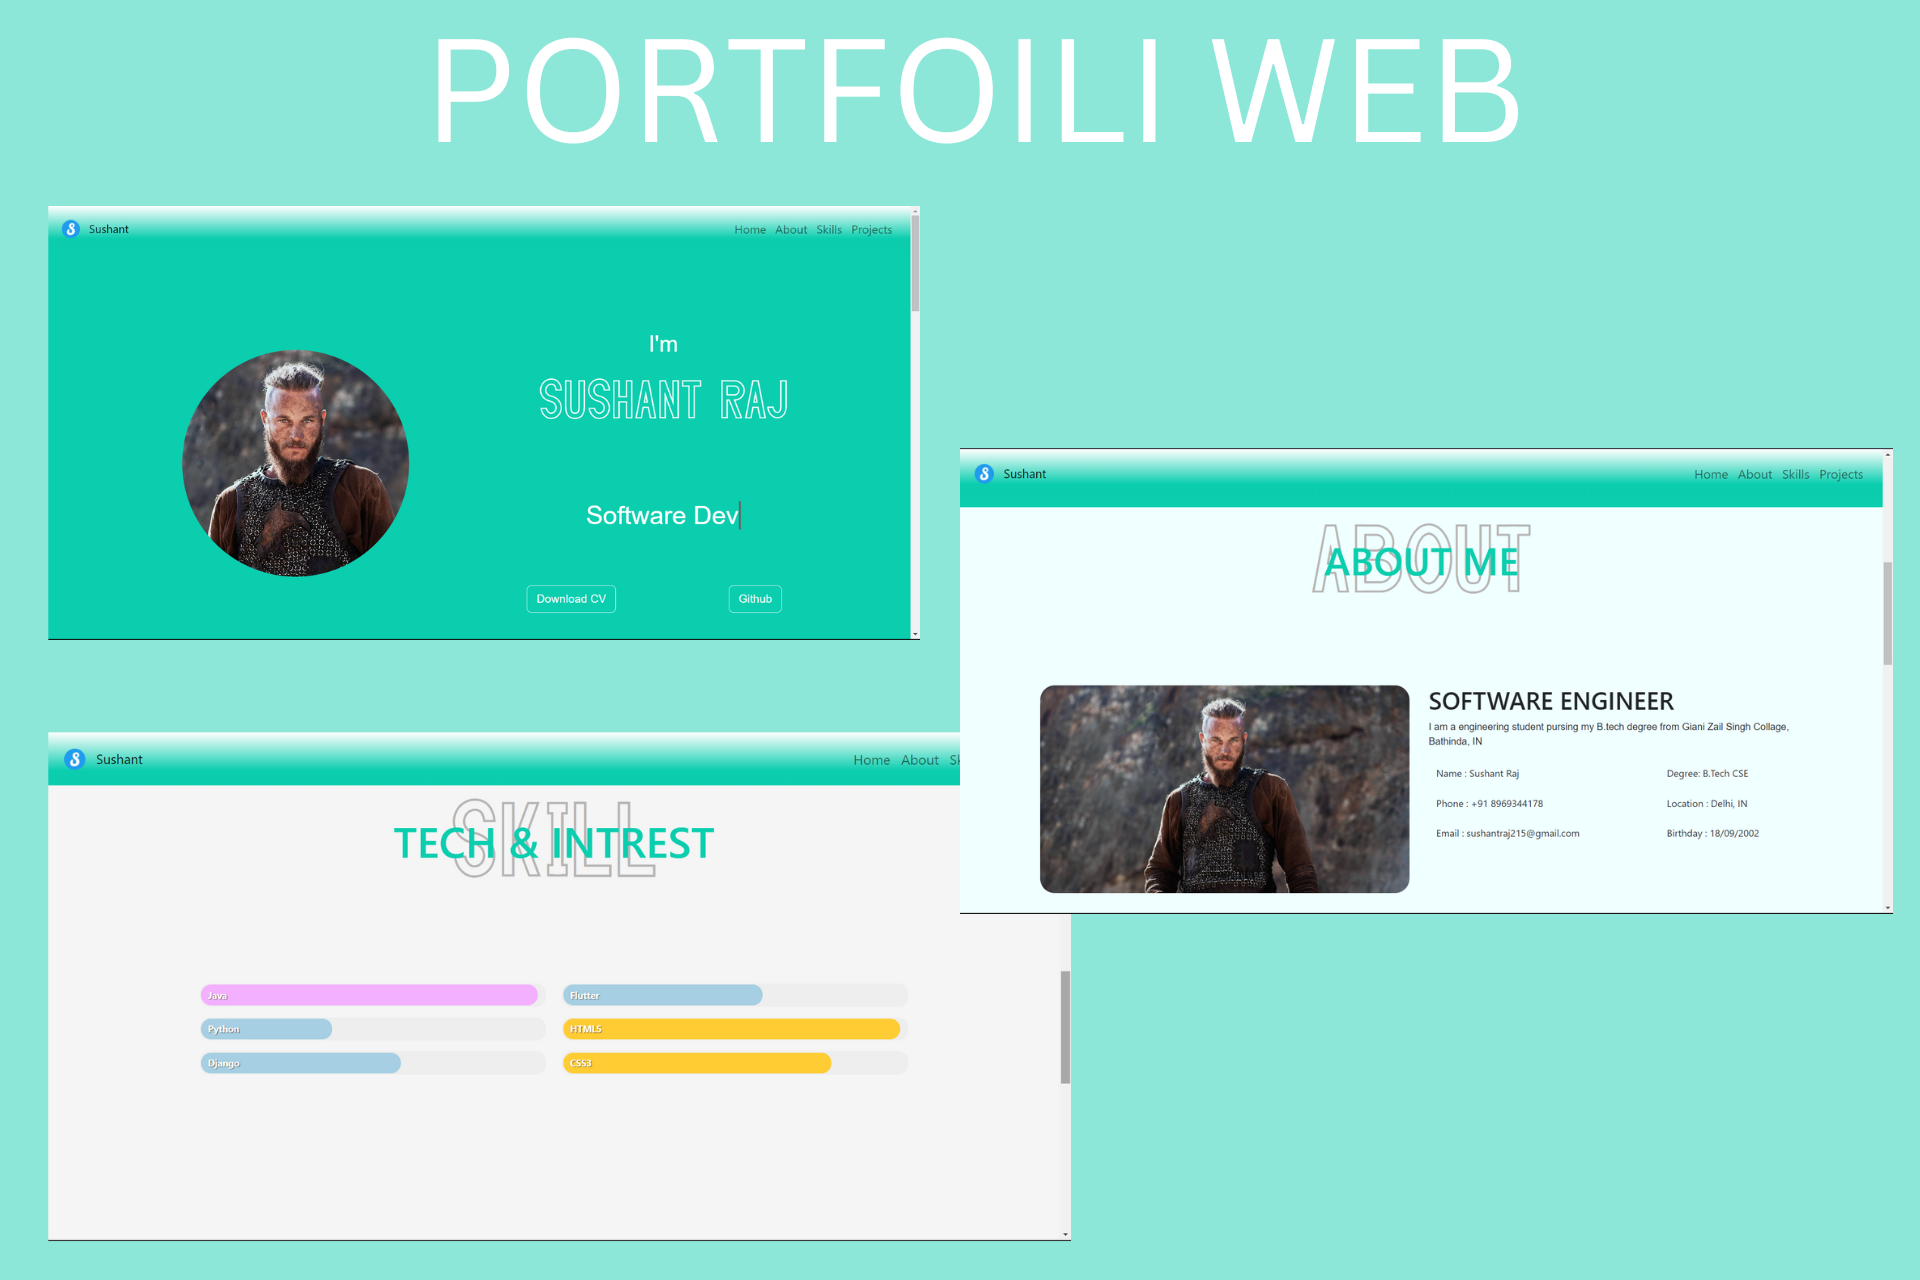 PORTFOILI WEB
Sushant
Home About Skills Projects
I'm
SUSHANT RAJ
Software Dev
Download CV
Github
Sushant
Home About Skills Projects
ABOUT
ABOUT ME
SOFTWARE ENGINEER
I am a engineering student pursing my B.tech degree from Giani Zail Singh Collage,
Bathinda, IN
Name : Sushant Raj
Degree: B.Tech CSE
Phone : +91 8969344178
Location : Delhi, IN
Email : sushantraj215@gmail.com
Birthday : 18/09/2002
Sushant
Home About
SKILL
TECH & INTREST
Java
Flutter
Python
HTML5
Django
CSS3